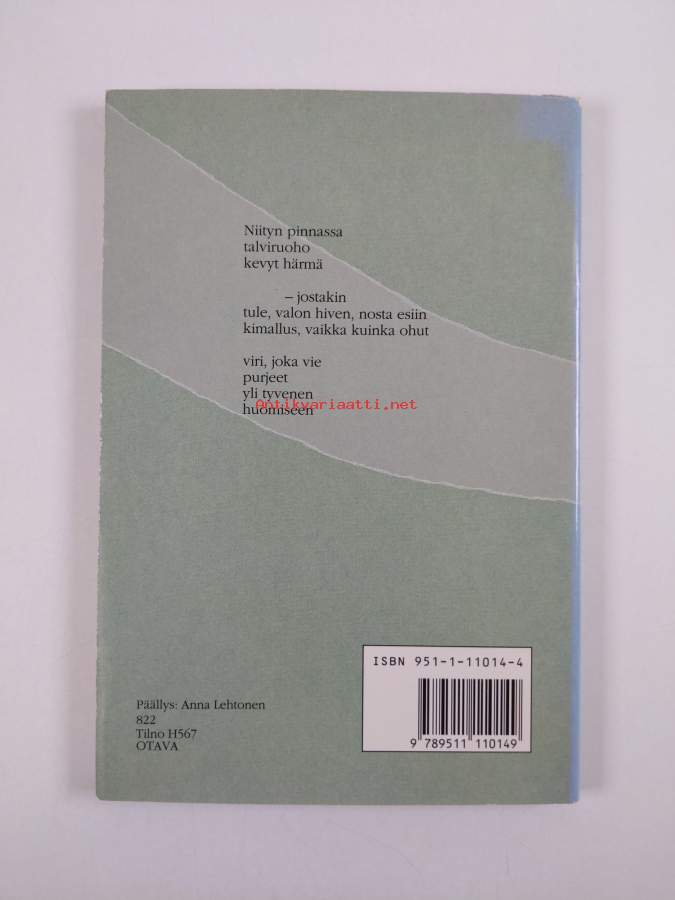 Niityn pinnassa
talviruoho
kevyt härmä
– jostakin
tule, valon hiven, nosta esiin
kimallus, vaikka kuinka ohut
viri, joka vie
purjeet
yli tyvenen
huomiseen
Antikvariaatti.net
ISBN 951-1-11014-4
9 789511 110149
Päällys: Anna Lehtonen
822
Tilno H567
OTAVA